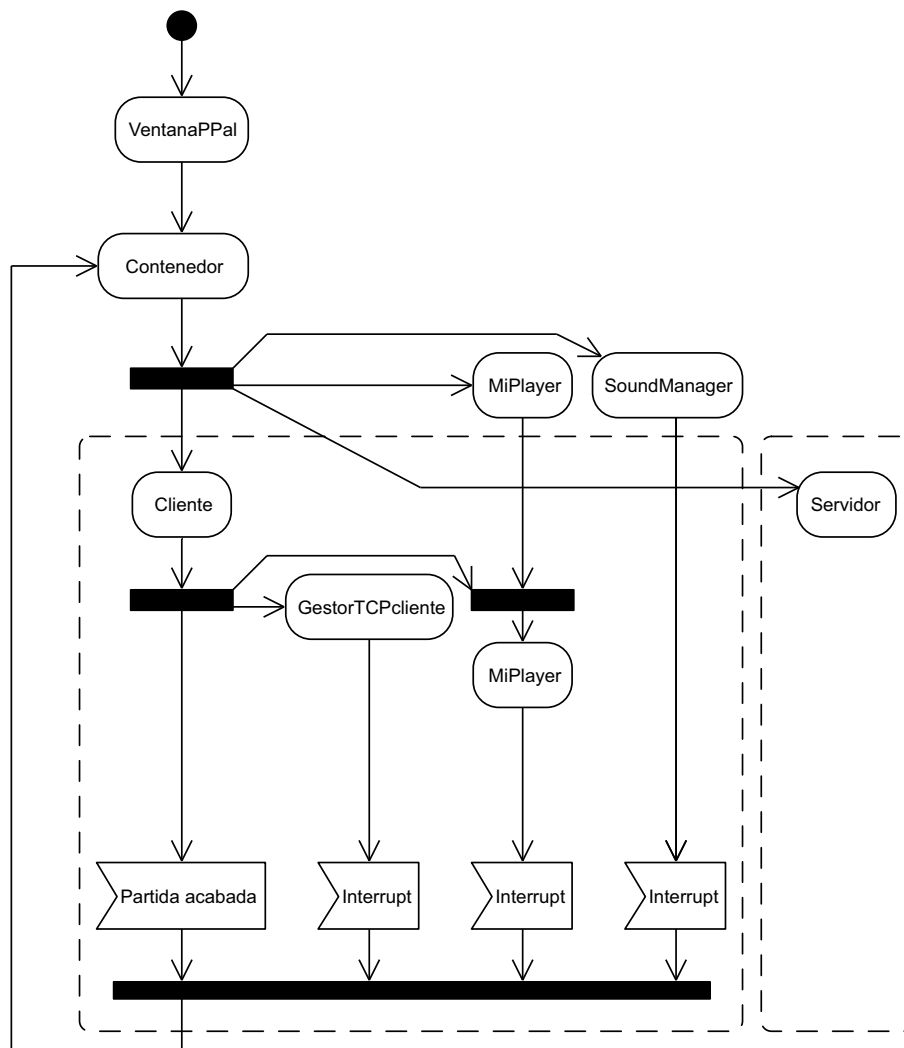 VentanaPPal
Contenedor
MiPlayer
SoundManager
Cliente
Servidor
GestorTCPcliente
MiPlayer
Partida acabada
Interrupt
Interrupt
Interrupt